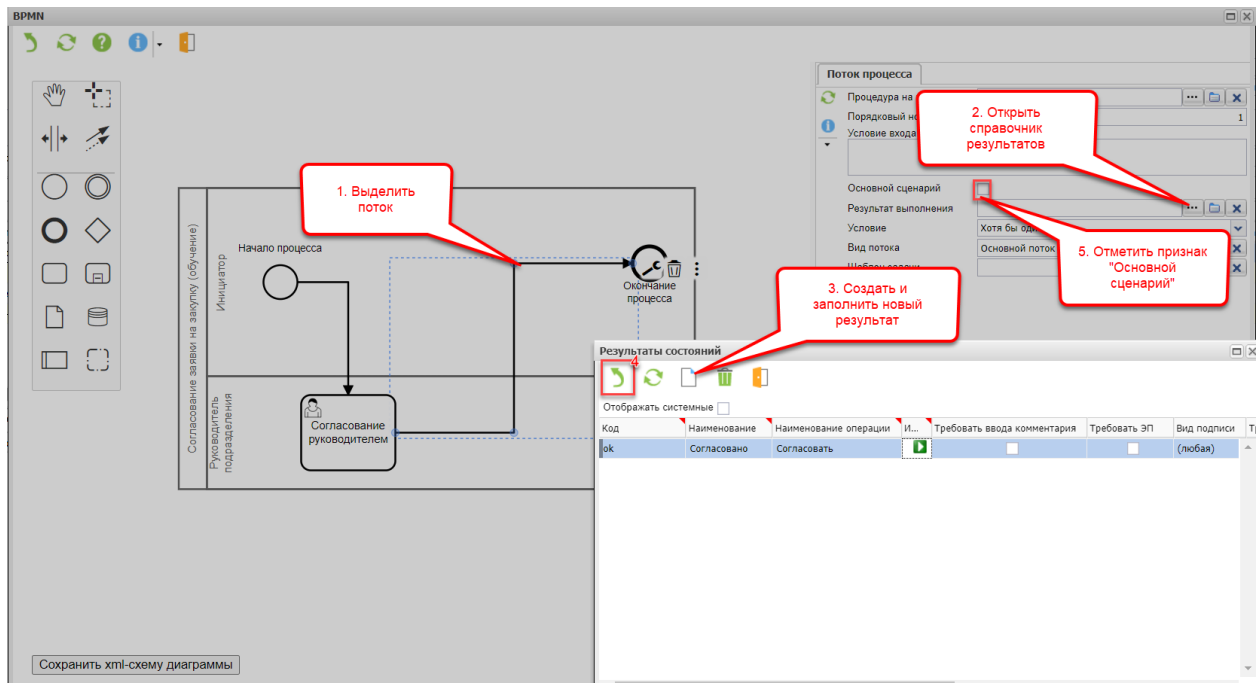 BPMN
Поток процесса
Процедура на
Порядковый но
1
Условие входа
2. Открыть
справочник
результатов
1. Выделить
поток
Основной сценарий
Результат выполнения
Условие
Хотя бы оди
Вид потока
Основной поток
5. Отметить признак
"Основной
сценарий"
Согласование заявки на закупку (обучение)
Инициатор
Начало процесса
Окончание
процесса
3. Создать и
заполнить новый
результат
Руководитель
подразделения
Согласование
руководителем
Результаты состояний
4
Отображать системные
Код
Наименование
Наименование операции
И...
Требовать ввода комментария
Требовать ЭП
Вид подписи
Тр
ok
Согласовано
Согласовать
(любая)
Сохранить xml-схему диаграммы